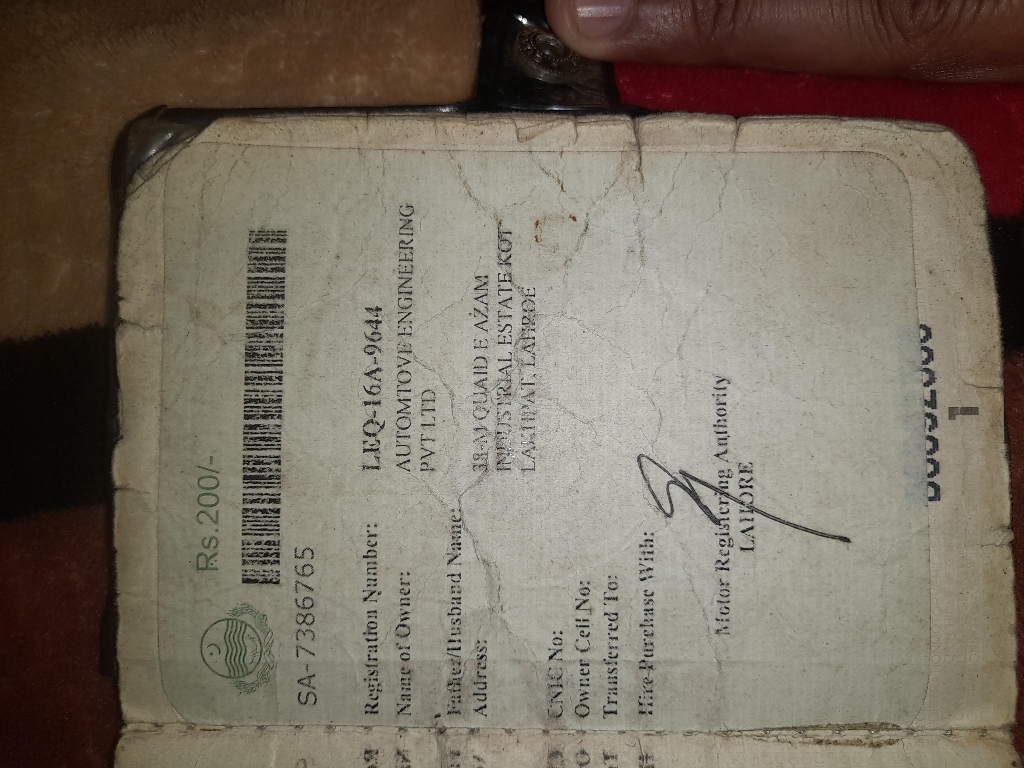 Rs.200/-
SA-7386765
Registration Number: LEQ-16A-9644
Name of Owner: AUTOMTOVE ENGINEERING
PVT LTD
Father/Husband Name:
Address: 38-M QUAID E AZAM
INDUSTRIAL ESTATE KOT
LAKHPAT, LAHROE
CNIC No:
Owner Cell No:
Transferred To:
Hire-Purchase With:
Motor Registering Authority
LAHORE
1